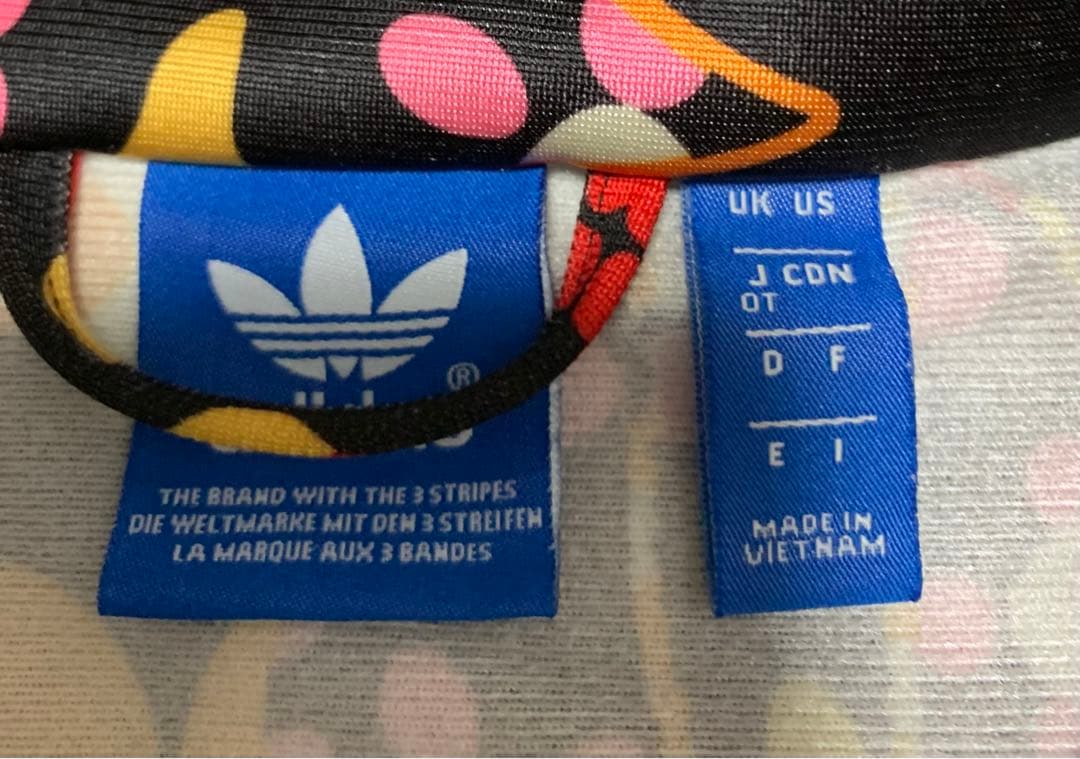 ®
THE BRAND WITH THE 3 STRIPES
DIE WELTMARKE MIT DEN 3 STREIFEN
LA MARQUE AUX 3 BANDES
UK US
J CDN
OT
D F
E I
MADE IN
VIETNAM